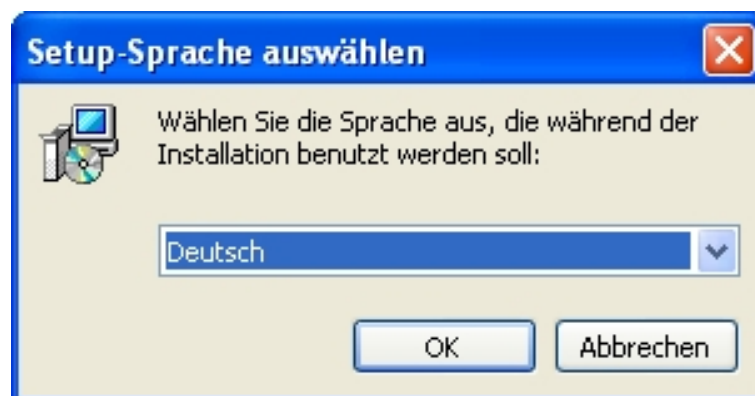 Setup-Sprache auswählen
Wählen Sie die Sprache aus, die während der
Installation benutzt werden soll:
Deutsch
OK Abbrechen